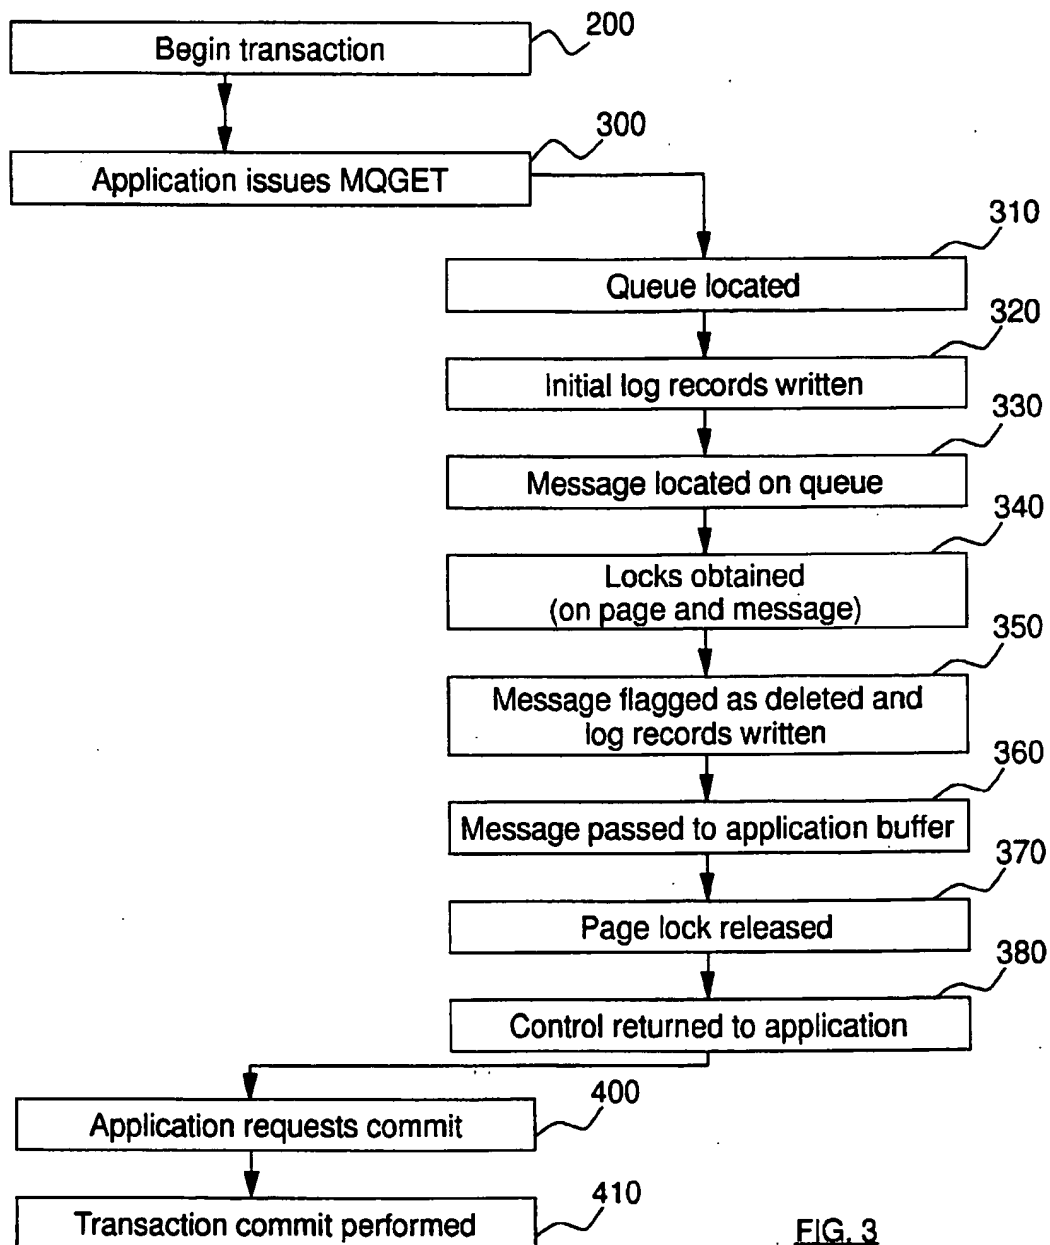 200
Begin transaction
300
Application issues MQGET
310
Queue located
320
Initial log records written
330
Message located on queue
340
Locks obtained
(on page and message)
350
Message flagged as deleted and
log records written
360
Message passed to application buffer
370
Page lock released
380
Control returned to application
400
Application requests commit
410
Transaction commit performed
FIG. 3